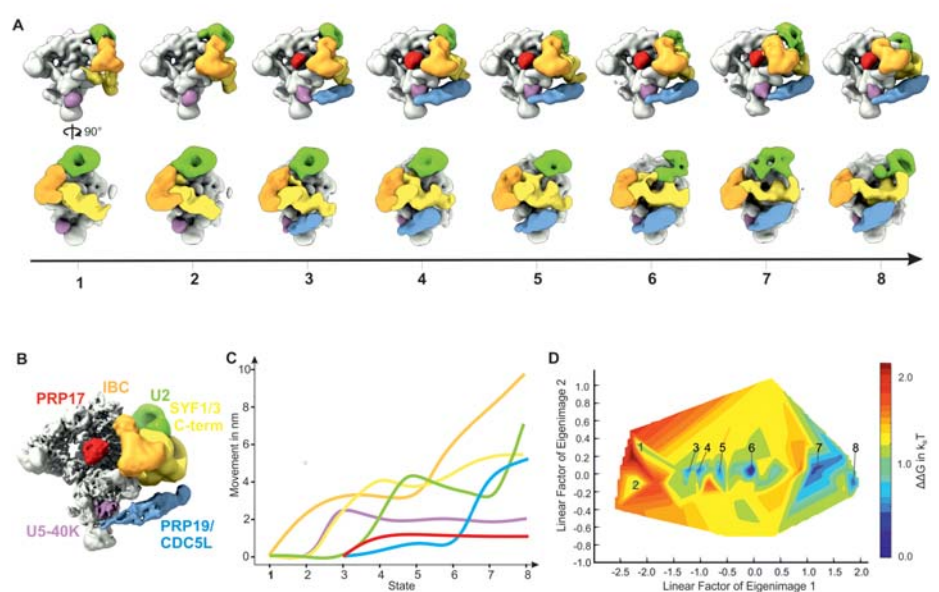 A
90°
1 2 3 4 5 6 7 8
B
PRP17
IBC
U2
SYF1/3
C-term
U5-40K
PRP19/
CDC5L
C
Movement in nm
10
8
6
4
2
0
1 2 3 4 5 6 7 8
State
D
Linear Factor of Eigenimage 2
1.0
0.8
0.6
0.4
0.2
0.0
-0.2
-0.4
-0.6
-0.8
-1.0
1
2
3 4 5 6 7 8
-2.5 -2.0 -1.5 -1.0 -0.5 0.0 0.5 1.0 1.5 2.0
Linear Factor of Eigenimage 1
2.0
1.2
0.6
0.0
ΔΔG in kₛT